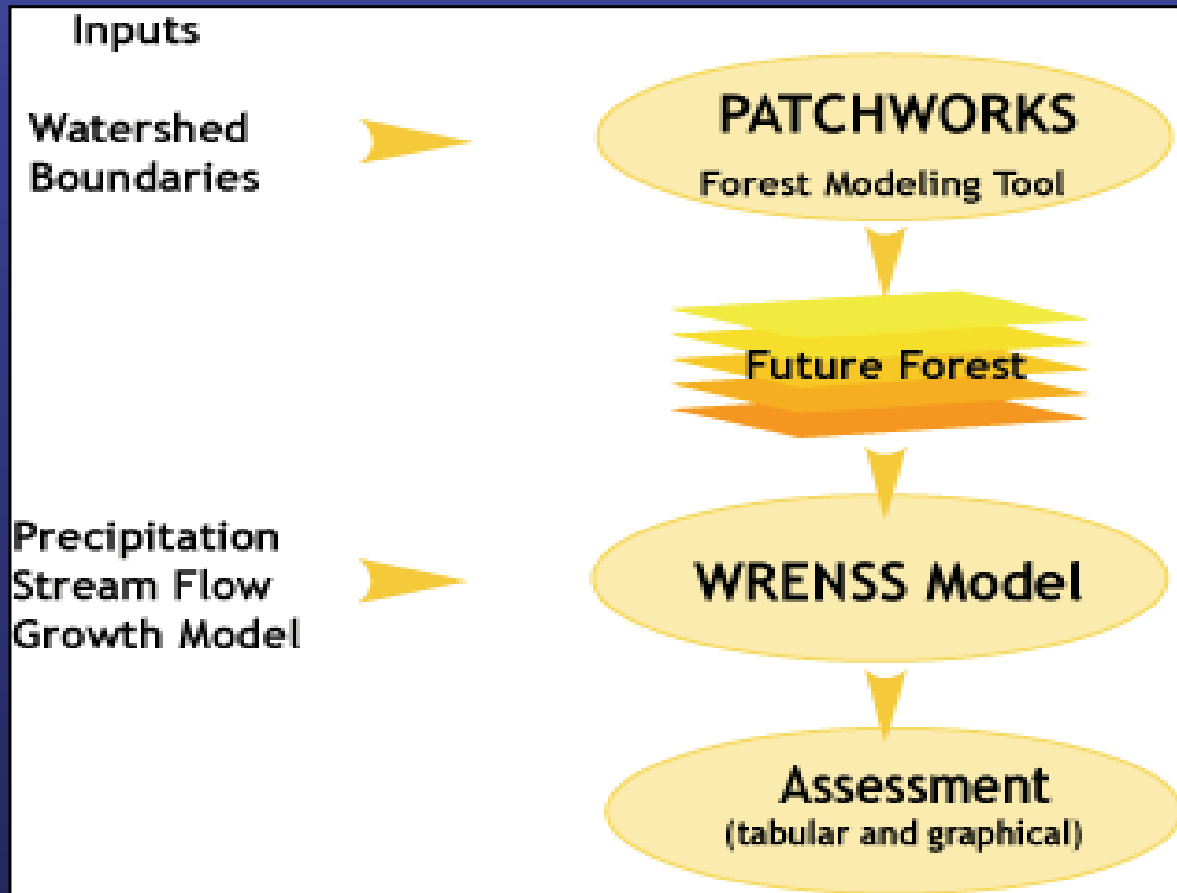 Inputs
Watershed
Boundaries
PATCHWORKS
Forest Modeling Tool
Future Forest
Precipitation
Stream Flow
Growth Model
WRENSS Model
Assessment
(tabular and graphical)